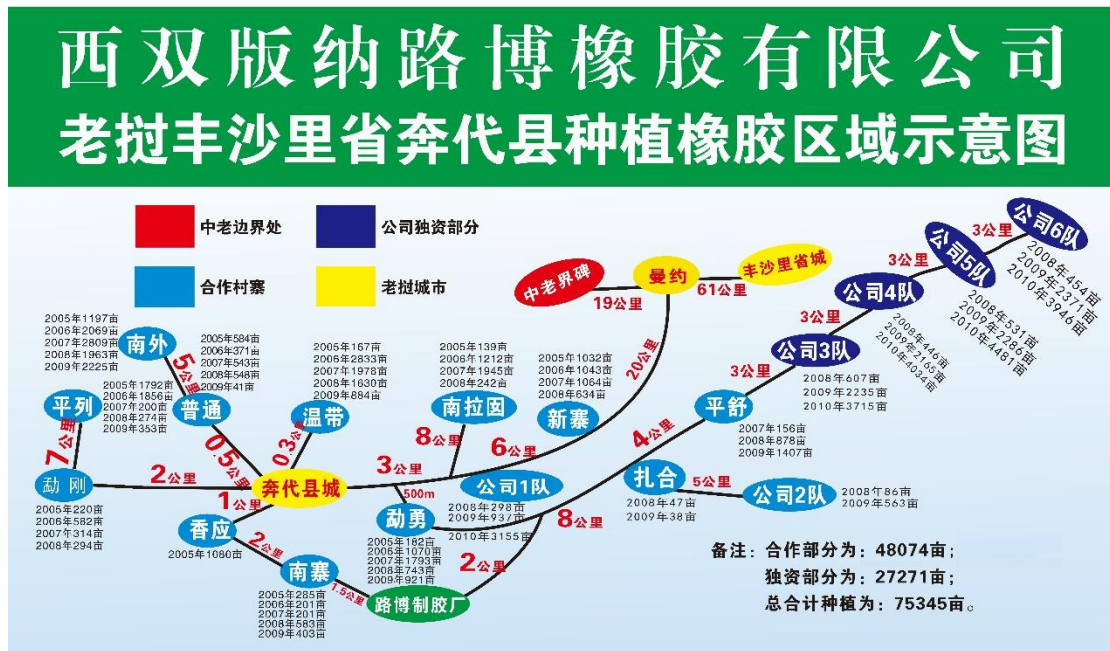 西双版纳路博橡胶有限公司
老挝丰沙里省奔代县种植橡胶区域示意图
中老边界处
公司独资部分
合作村寨
老挝城市
中老界碑
19公里
曼约
61公里
丰沙里省城
20公里
公司6队
2008年454亩
2009年2371亩
2010年3946亩
3公里
公司5队
2008年531亩
2009年2286亩
2010年4487亩
3公里
公司4队
2008年446亩
2009年2165亩
2010年4034亩
3公里
公司3队
2008年607亩
2009年2235亩
2010年3715亩
3公里
平舒
2007年156亩
2008年878亩
2009年1407亩
4公里
2005年1197亩
2006年2069亩
2007年2809亩
2008年1963亩
2009年2225亩
南外
5公里
2005年584亩
2006年371亩
2007年543亩
2008年548亩
2009年41亩
普通
0.5公里
2005年167亩
2006年2833亩
2007年1978亩
2008年1630亩
2009年884亩
温带
0.3公里
2005年139亩
2006年1212亩
2007年1945亩
2008年242亩
南拉囡
8公里
2005年1032亩
2006年1043亩
2007年1064亩
2008年634亩
新寨
6公里
2005年1792亩
2006年1856亩
2007年200亩
2008年274亩
2009年353亩
平列
7公里
勐刚
2005年220亩
2006年582亩
2007年314亩
2008年294亩
2公里
奔代县城
3公里
500m
勐勇
2005年182亩
2006年1070亩
2007年1793亩
2008年743亩
2009年921亩
公司1队
2008年298亩
2009年937亩
2010年3155亩
8公里
扎合
2008年47亩
2009年38亩
5公里
公司2队
2008年86亩
2009年563亩
1公里
香应
2005年1080亩
2公里
南寨
2005年285亩
2006年201亩
2007年201亩
2008年583亩
2009年403亩
1.5公里
路博制胶厂
2公里
备注：合作部分为：48074亩；
独资部分为：27271亩；
总合计种植为：75345亩。